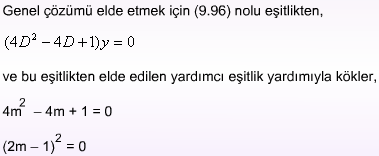 Genel çözümü elde etmek için (9.96) nolu eşitlikten,
(4D² – 4D + 1)y = 0
ve bu eşitlikten elde edilen yardımcı eşitlik yardımıyla kökler,
4m² – 4m + 1 = 0
(2m – 1)² = 0